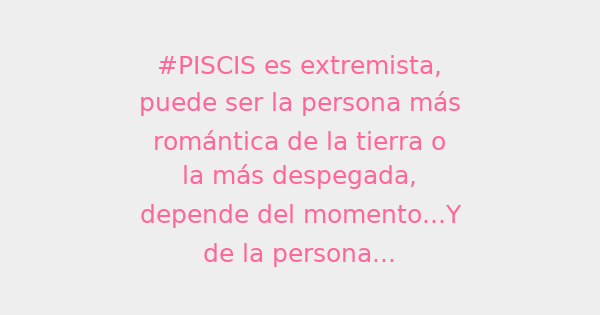 #PISCIS es extremista,
puede ser la persona más
romántica de la tierra o
la más despegada,
depende del momento...Y
de la persona...